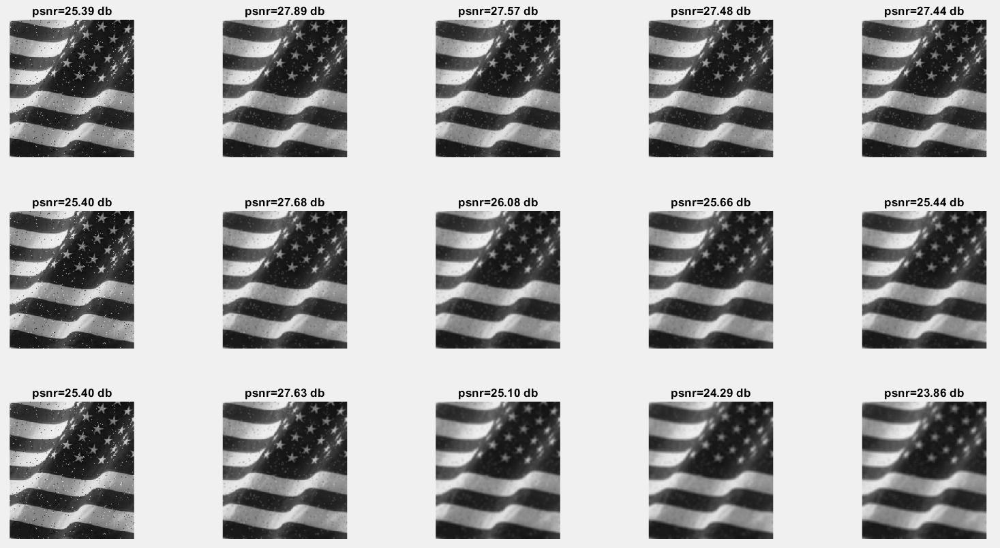 psnr=25.39 db
psnr=27.89 db
psnr=27.57 db
psnr=27.48 db
psnr=27.44 db
psnr=25.40 db
psnr=27.68 db
psnr=26.08 db
psnr=25.66 db
psnr=25.44 db
psnr=25.40 db
psnr=27.63 db
psnr=25.10 db
psnr=24.29 db
psnr=23.86 db